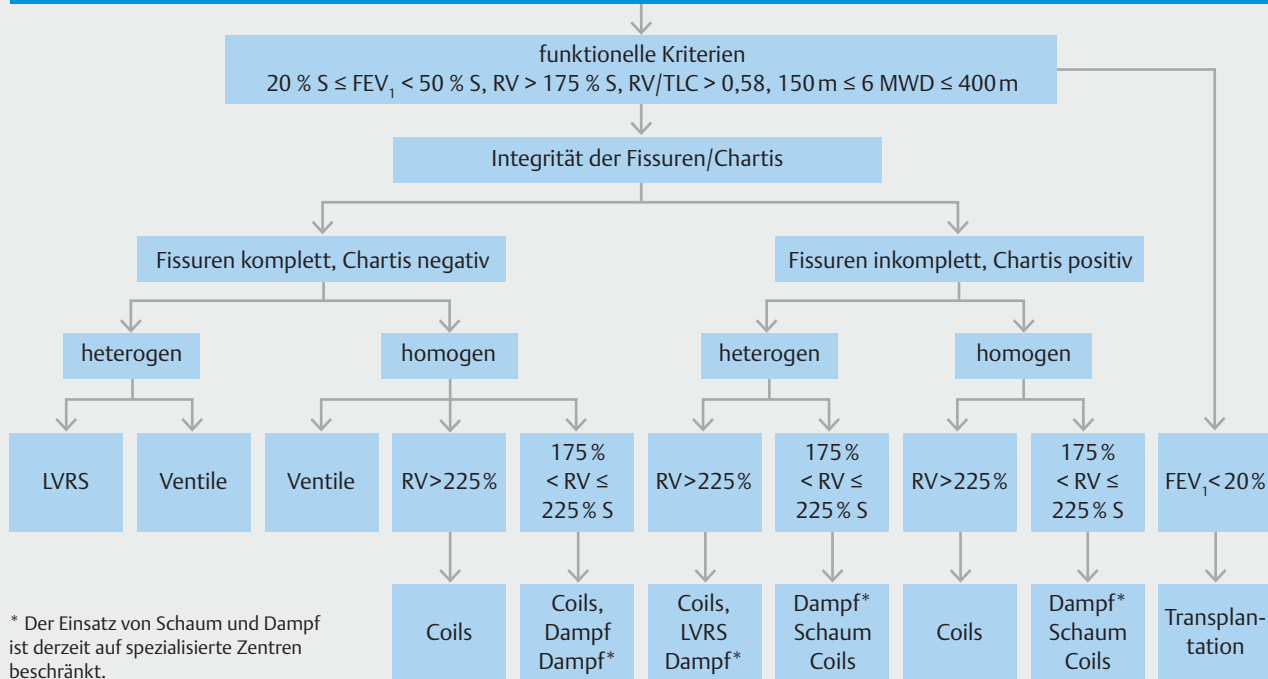 funktionelle Kriterien
20 % S ≤ FEV₁ < 50 % S, RV > 175 % S, RV/TLC > 0,58, 150 m ≤ 6 MWD ≤ 400 m
Integrität der Fissuren/Chartis
Fissuren komplett, Chartis negativ
Fissuren inkomplett, Chartis positiv
heterogen
homogen
heterogen
homogen
LVRS
Ventile
Ventile
RV>225 %
175 %
< RV ≤
225 % S
RV>225 %
175 %
< RV ≤
225 % S
RV>225 %
175 %
< RV ≤
225 % S
FEV₁<20 %
Coils
Coils,
Dampf
Dampf*
Coils,
LVRS
Dampf*
Dampf*
Schaum
Coils
Coils
Dampf*
Schaum
Coils
Transplan-
tation
* Der Einsatz von Schaum und Dampf
ist derzeit auf spezialisierte Zentren
beschränkt.